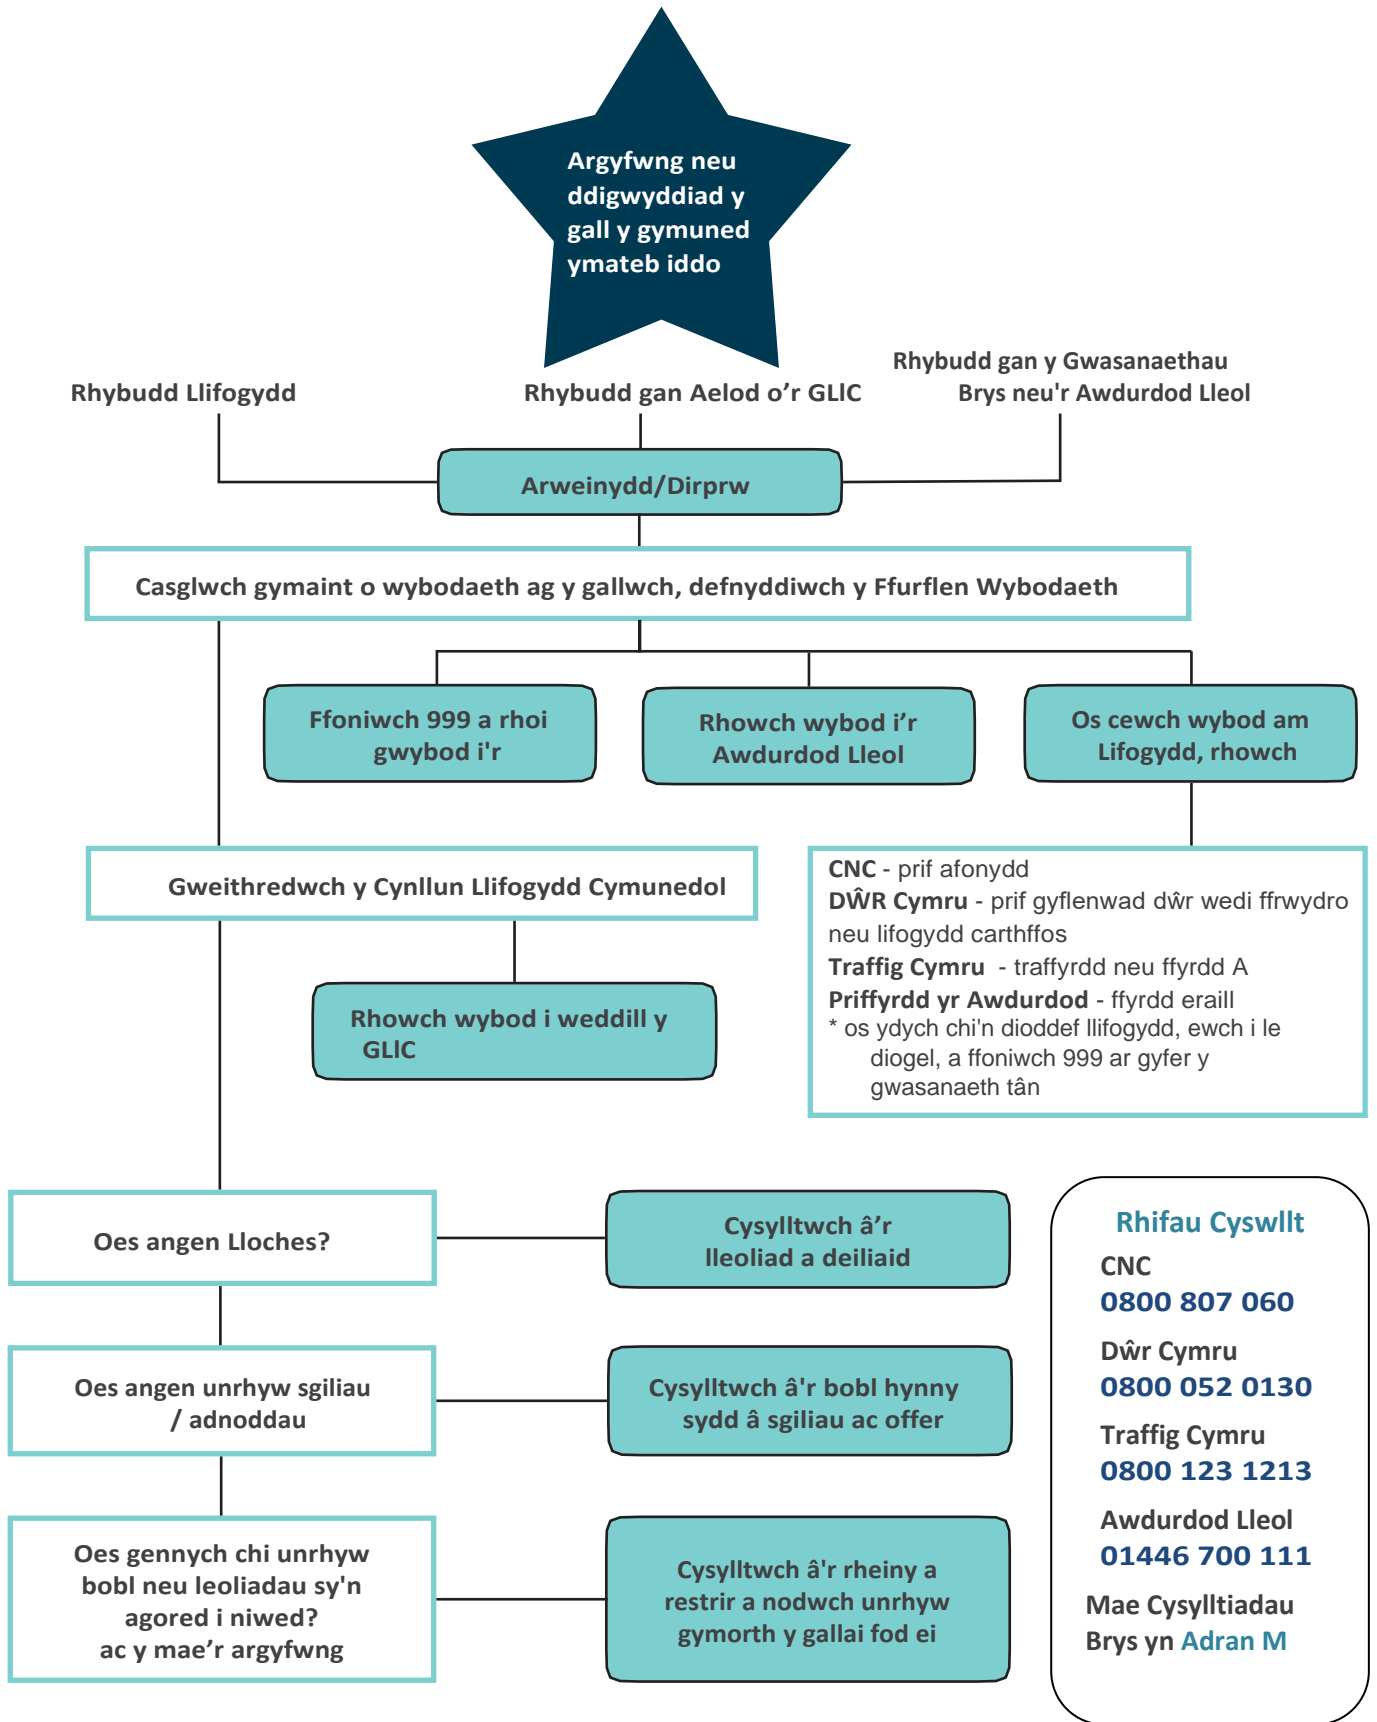 Argyfwng neu
ddigwyddiad y
gall y gymuned
ymateb iddo
Rhybudd Llifogydd
Rhybudd gan Aelod o'r GLlC
Rhybudd gan y Gwasanaethau
Brys neu'r Awdurdod Lleol
Arweinydd/Dirprw
Casglwch gymaint o wybodaeth ag y gallwch, defnyddiwch y Ffurflen Wybodaeth
Ffoniwch 999 a rhoi
gwybod i'r
Rhowch wybod i'r
Awdurdod Lleol
Os cewch wybod am
Lifogydd, rhowch
Gweithredwch y Cynllun Llifogydd Cymunedol
Rhowch wybod i weddill y
GLlC
CNC - prif afonydd
DŴR Cymru - prif gyflenwad dŵr wedi ffrwydro
neu lifogydd carthffos
Traffig Cymru - traffyrdd neu ffyrdd A
Priffyrdd yr Awdurdod - ffyrdd eraill
* os ydych chi'n dioddef llifogydd, ewch i le
diogel, a ffoniwch 999 ar gyfer y
gwasanaeth tân
Oes angen Lloches?
Cysylltwch â'r
lleoliad a deiliaid
Oes angen unrhyw sgiliau
/ adnoddau
Cysylltwch â'r bobl hynny
sydd â sgiliau ac offer
Oes gennych chi unrhyw
bobl neu leoliadau sy'n
agored i niwed?
ac y mae'r argyfwng
Cysylltwch â'r rheiny a
restrir a nodwch unrhyw
gymorth y gallai fod ei
Rhifau Cyswllt
CNC
0800 807 060
Dŵr Cymru
0800 052 0130
Traffig Cymru
0800 123 1213
Awdurdod Lleol
01446 700 111
Mae Cysylltiadau
Brys yn Adran M